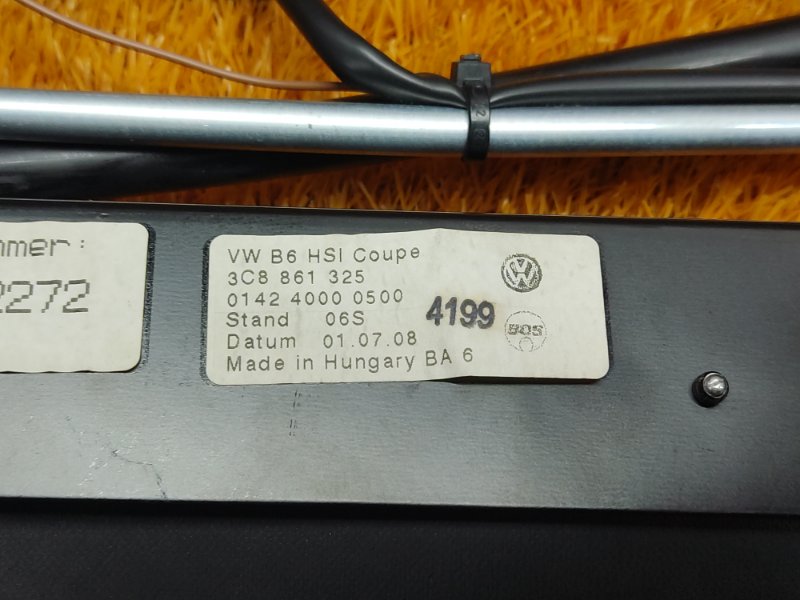 mmer:
2272
VW B6 HSI Coupe
3C8 861 325
0142 4000 0500
Stand 06S
4199
Datum 01.07.08
BOS
Made in Hungary BA 6